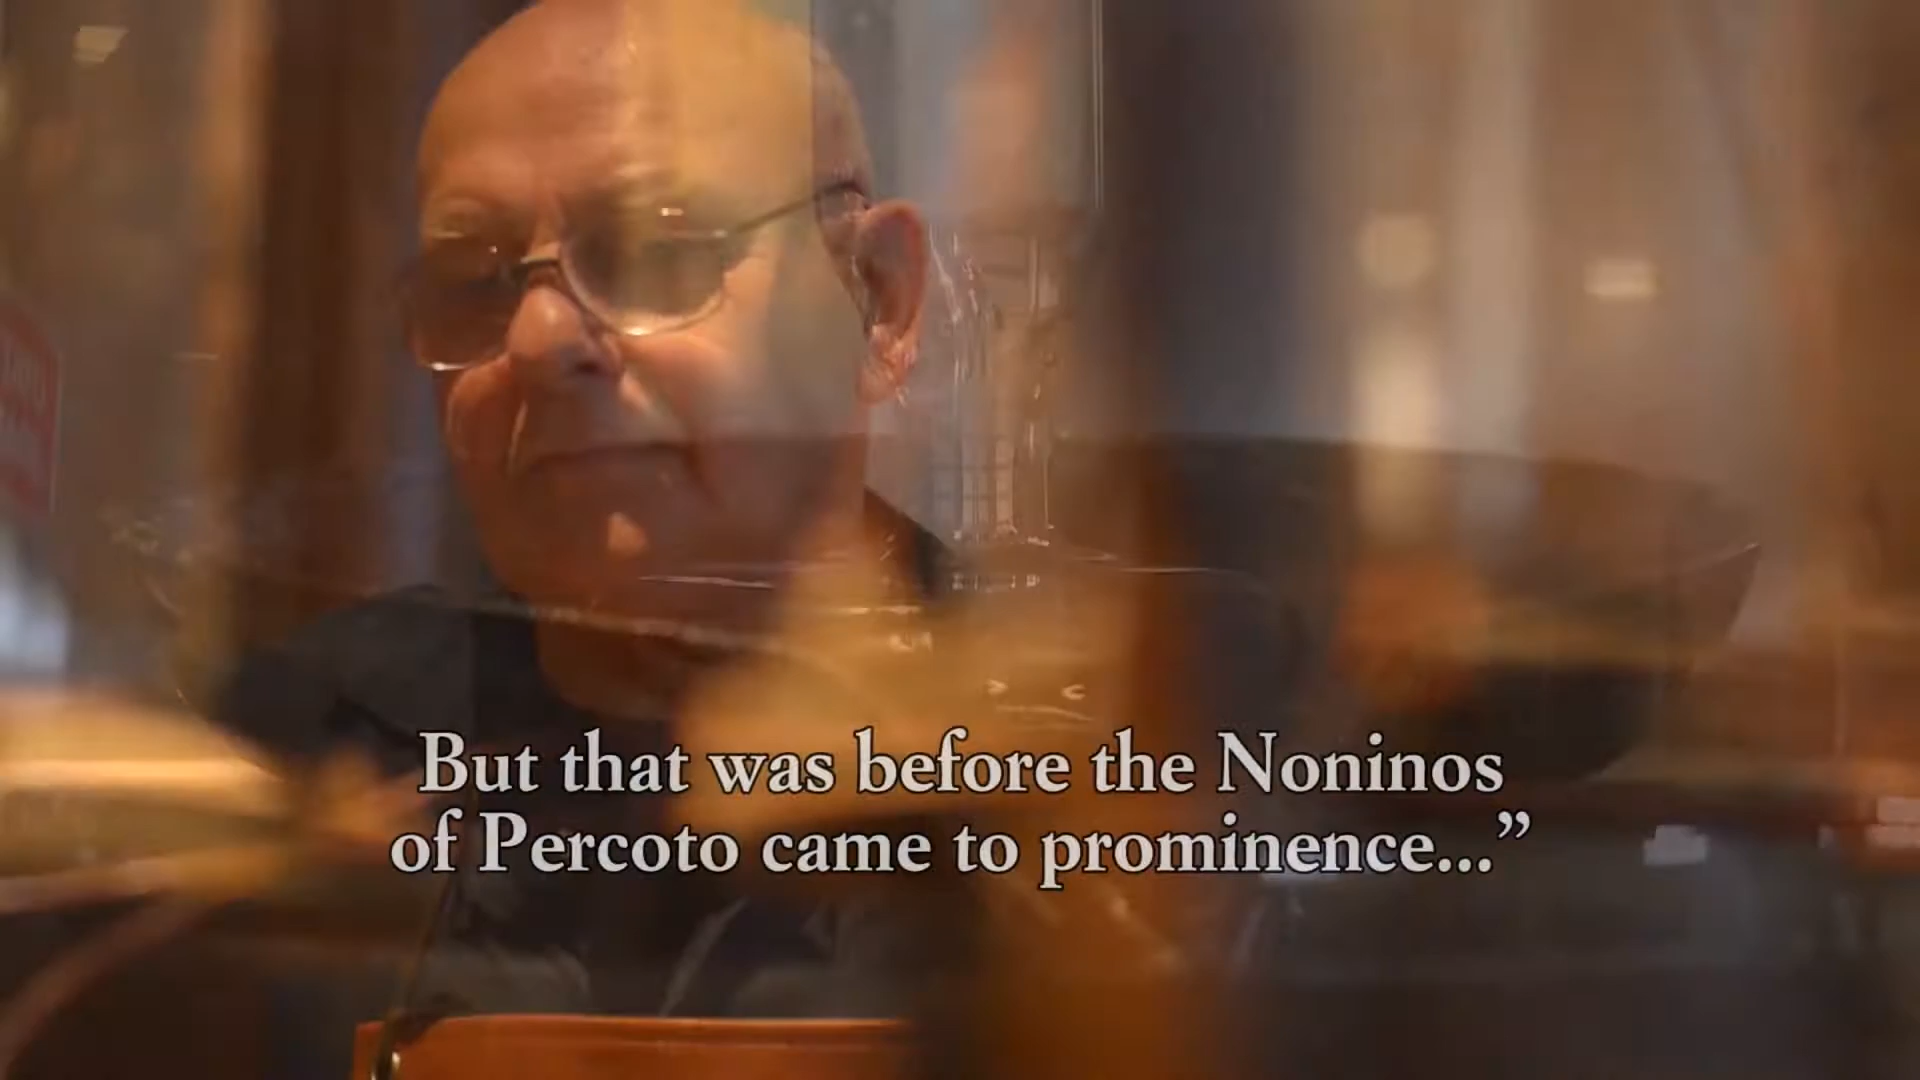 But that was before the Noninos
of Percoto came to prominence...”